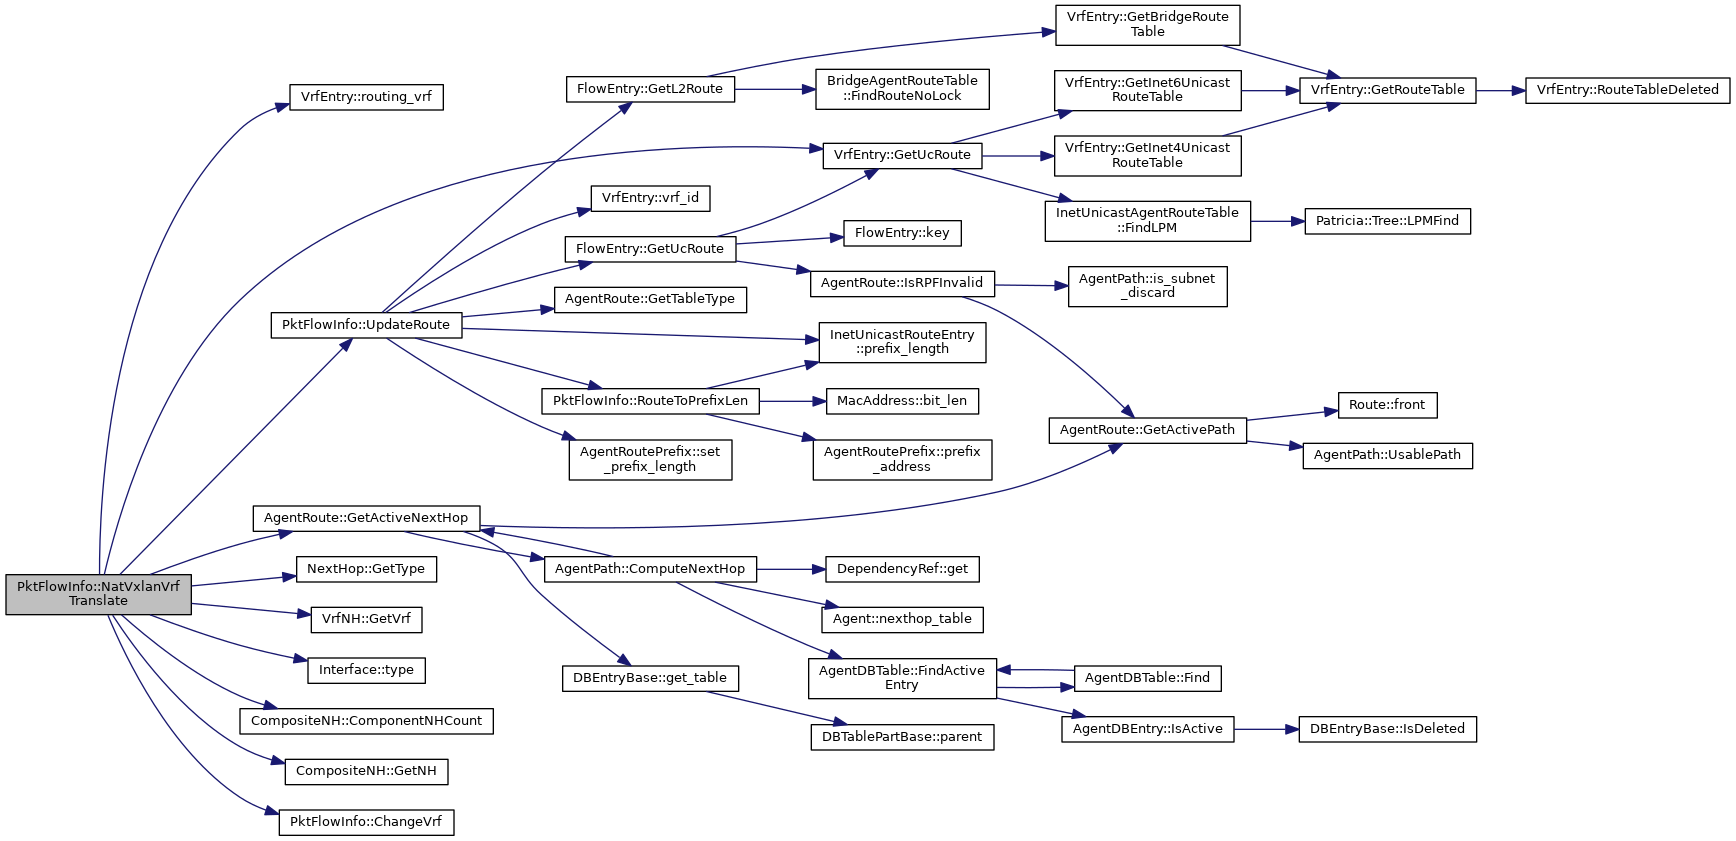 PktFlowInfo::NatVxlanVrf
Translate
VrfEntry::routing_vrf
PktFlowInfo::UpdateRoute
AgentRoute::GetActiveNextHop
NextHop::GetType
VrfNH::GetVrf
Interface::type
CompositeNH::ComponentNHCount
CompositeNH::GetNH
PktFlowInfo::ChangeVrf
FlowEntry::GetL2Route
VrfEntry::vrf_id
FlowEntry::GetUcRoute
AgentRoute::GetTableType
PktFlowInfo::RouteToPrefixLen
AgentRoutePrefix::set
_prefix_length
AgentPath::ComputeNextHop
DBEntryBase::get_table
BridgeAgentRouteTable
::FindRouteNoLock
VrfEntry::GetUcRoute
FlowEntry::key
AgentRoute::IsRPFInvalid
InetUnicastRouteEntry
::prefix_length
MacAddress::bit_len
AgentRoutePrefix::prefix
_address
DependencyRef::get
Agent::nexthop_table
AgentDBTable::FindActive
Entry
DBTablePartBase::parent
VrfEntry::GetBridgeRoute
Table
VrfEntry::GetInet6Unicast
RouteTable
VrfEntry::GetInet4Unicast
RouteTable
InetUnicastAgentRouteTable
::FindLPM
AgentPath::is_subnet
_discard
AgentRoute::GetActivePath
AgentDBTable::Find
AgentDBEntry::IsActive
VrfEntry::GetRouteTable
Patricia::Tree::LPMFind
Route::front
AgentPath::UsablePath
DBEntryBase::IsDeleted
VrfEntry::RouteTableDeleted